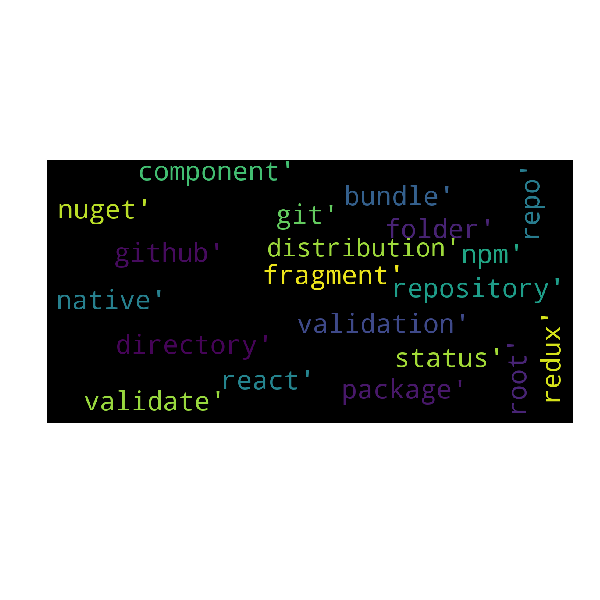 component'
repo'
bundle'
nuget'
git'
folder'
github'
distribution'
npm'
fragment'
repository'
native'
validation'
directory'
status'
redux'
root'
react'
package'
validate'